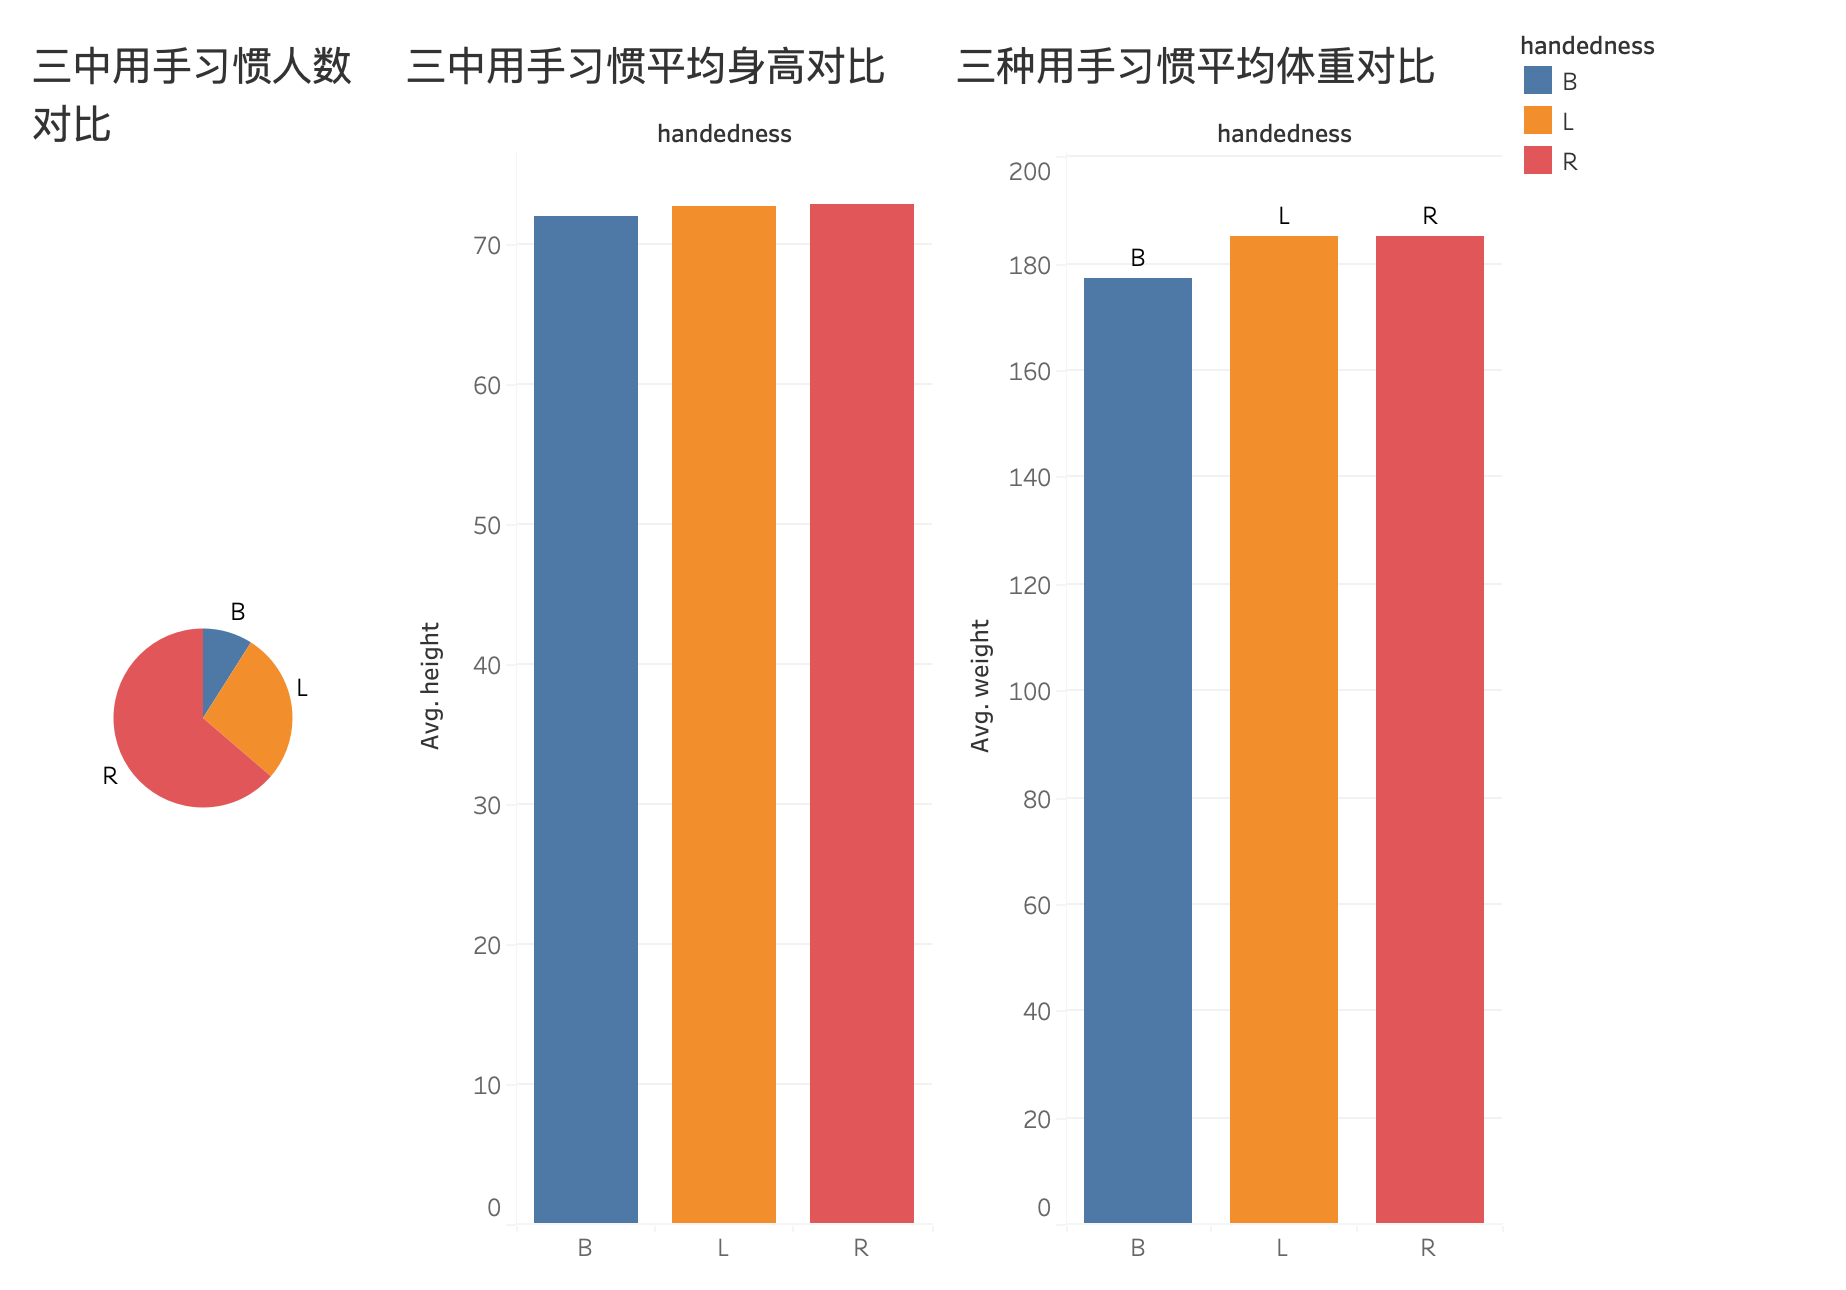 三中用手习惯人数
对比
B
L
R
三中用手习惯平均身高对比
handedness
Avg. height
70
60
50
40
30
20
10
0
B
L
R
三种用手习惯平均体重对比
handedness
Avg. weight
200
180
160
140
120
100
80
60
40
20
0
B
L
R
B
L
R
handedness
B
L
R